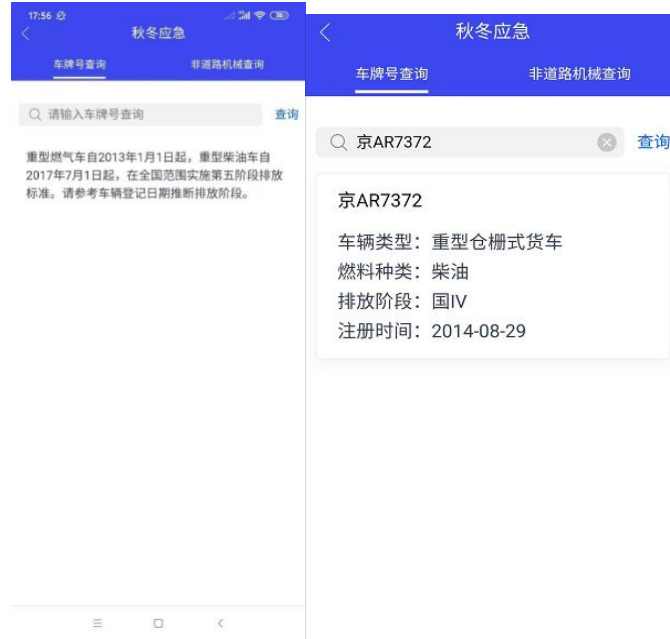 17:56
秋冬应急
车牌号查询
非道路机械查询
请输入车牌号查询
查询
重型燃气车自2013年1月1日起，重型柴油车自
2017年7月1日起，在全国范围实施第五阶段排放
标准。请参考车辆登记日期推断排放阶段。
秋冬应急
车牌号查询
非道路机械查询
京AR7372
查询
京AR7372
车辆类型：重型仓栅式货车
燃料种类：柴油
排放阶段：国IV
注册时间：2014-08-29